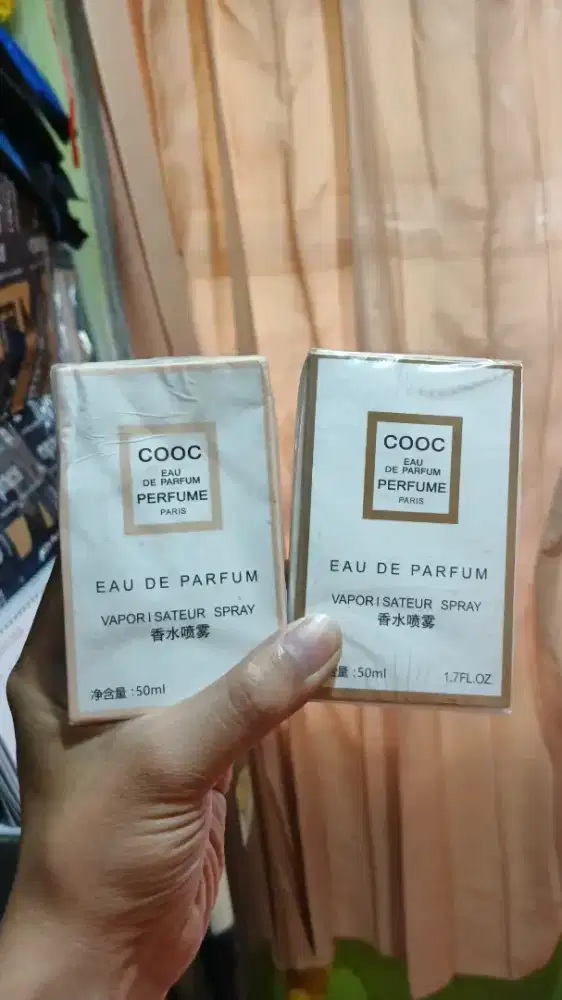 COOC
EAU
DE PARFUM
PERFUME
PARIS
EAU DE PARFUM
VAPORISATEUR SPRAY
香水喷雾
净含量:50ml
COOC
EAU
DE PARFUM
PERFUME
PARIS
EAU DE PARFUM
VAPORISATEUR SPRAY
香水喷雾
量:50ml 1.7FL.OZ